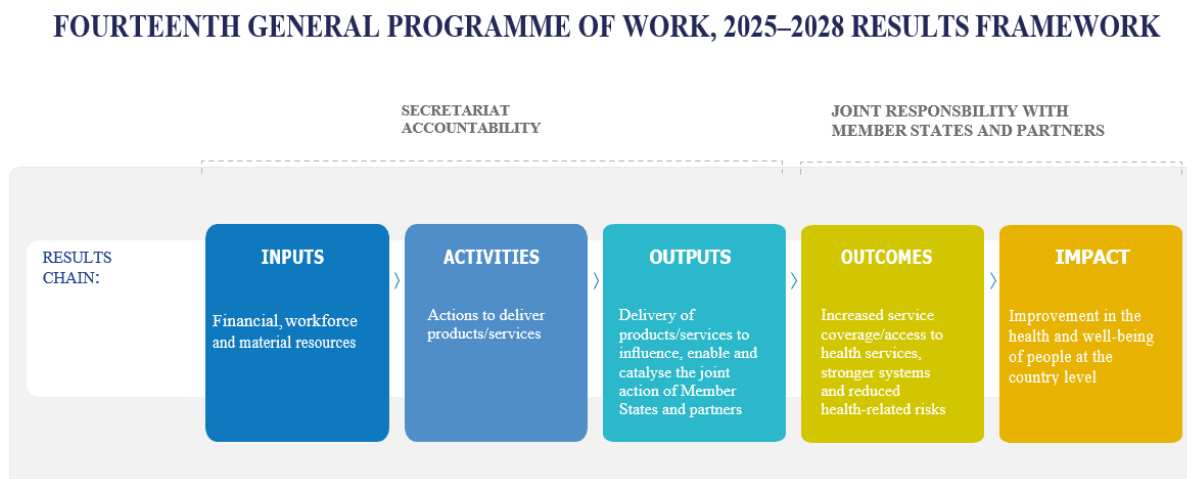 FOURTEENTH GENERAL PROGRAMME OF WORK, 2025–2028 RESULTS FRAMEWORK
SECRETARIAT
ACCOUNTABILITY
JOINT RESPONSBILITY WITH
MEMBER STATES AND PARTNERS
RESULTS
CHAIN:
INPUTS
Financial, workforce
and material resources
ACTIVITIES
Actions to deliver
products/services
OUTPUTS
Delivery of
products/services to
influence, enable and
catalyse the joint
action of Member
States and partners
OUTCOMES
Increased service
coverage/access to
health services,
stronger systems
and reduced
health-related risks
IMPACT
Improvement in the
health and well-being
of people at the
country level